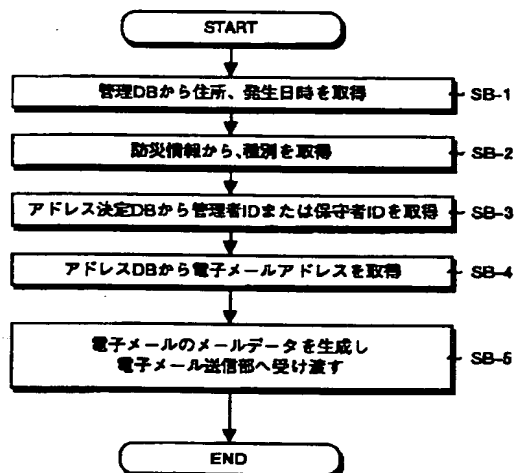 START
管理DBから住所、発生日時を取得
SB-1
防災情報から、種別を取得
SB-2
アドレス決定DBから管理者IDまたは保守者IDを取得
SB-3
アドレスDBから電子メールアドレスを取得
SB-4
電子メールのメールデータを生成し
電子メール送信部へ受け渡す
SB-5
END